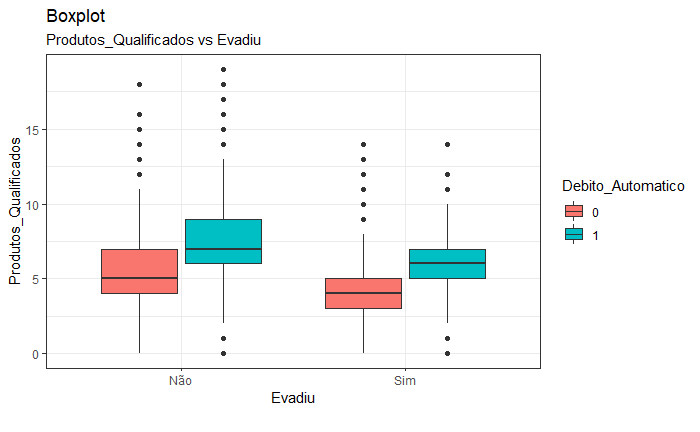 Boxplot
Produtos_Qualificados vs Evadiu
Produtos_Qualificados
15
10
5
0
Não
Sim
Evadiu
Debito_Automatico
0
1